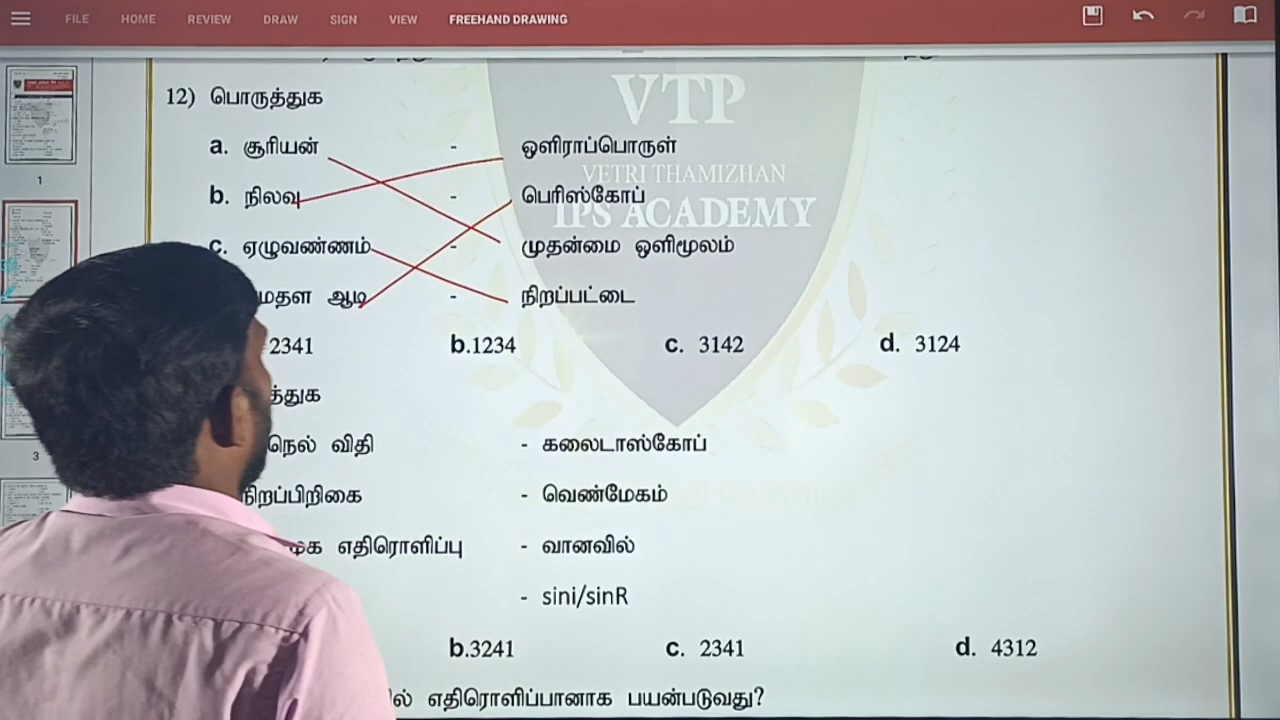 FILE HOME REVIEW DRAW SIGN VIEW FREEHAND DRAWING
VTP
VETRI THAMIZHAN
IPS ACADEMY
12) பொருத்துக
a. சூரியன் - ஒளிராப்பொருள்
b. நிலவு - பெரிஸ்கோப்
c. ஏழுவண்ணம் - முதன்மை ஒளிமூலம்
மதள ஆடி - நிறப்பட்டை
2341 b.1234 c. 3142 d. 3124
த்துக
நெல் விதி - கலைடாஸ்கோப்
நிறப்பிறிகை - வெண்மேகம்
எதிரொளிப்பு - வானவில்
- sini/sinR
b.3241 c. 2341 d. 4312
ல் எதிரொளிப்பானாக பயன்படுவது?
1
3